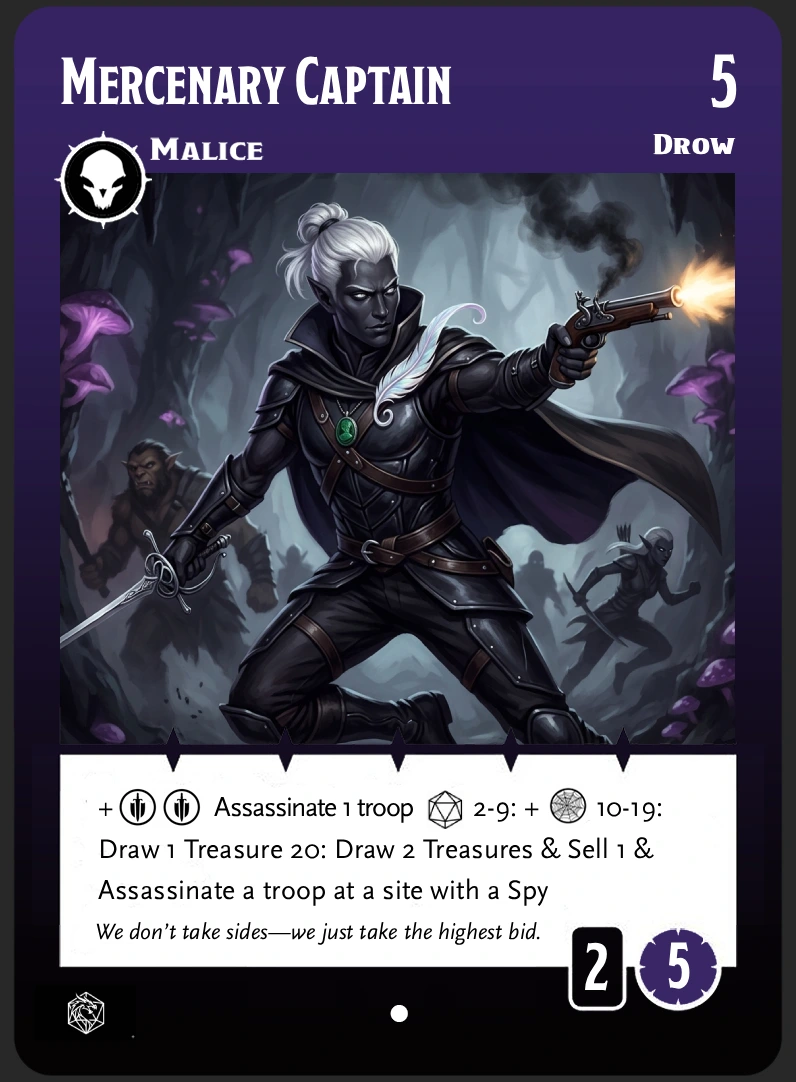 Mercenary Captain 5
Malice Drow
+ Assassinate 1 troop 2-9: + 10-19:
Draw 1 Treasure 20: Draw 2 Treasures & Sell 1 &
Assassinate a troop at a site with a Spy
We don't take sides—we just take the highest bid.
2 5